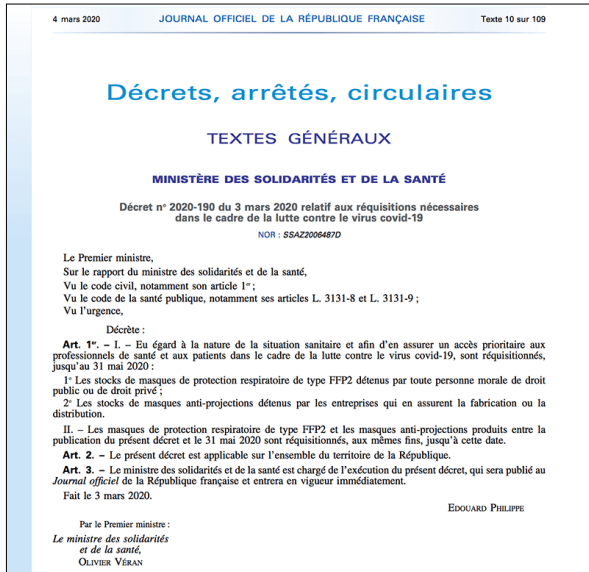 4 mars 2020
JOURNAL OFFICIEL DE LA RÉPUBLIQUE FRANÇAISE
Texte 10 sur 109
Décrets, arrêtés, circulaires
TEXTES GÉNÉRAUX
MINISTÈRE DES SOLIDARITÉS ET DE LA SANTÉ
Décret nº 2020-190 du 3 mars 2020 relatif aux réquisitions nécessaires
dans le cadre de la lutte contre le virus covid-19
NOR : SSAZ2006487D
Le Premier ministre,
Sur le rapport du ministre des solidarités et de la santé,
Vu le code civil, notamment son article 1er ;
Vu le code de la santé publique, notamment ses articles L. 3131-8 et L. 3131-9 ;
Vu l'urgence,
Décrète :
Art. 1er. – I. – Eu égard à la nature de la situation sanitaire et afin d'en assurer un accès prioritaire aux
professionnels de santé et aux patients dans le cadre de la lutte contre le virus covid-19, sont réquisitionnés,
jusqu'au 31 mai 2020 :
1º Les stocks de masques de protection respiratoire de type FFP2 détenus par toute personne morale de droit
public ou de droit privé ;
2º Les stocks de masques anti-projections détenus par les entreprises qui en assurent la fabrication ou la
distribution.
II. – Les masques de protection respiratoire de type FFP2 et les masques anti-projections produits entre la
publication du présent décret et le 31 mai 2020 sont réquisitionnés, aux mêmes fins, jusqu'à cette date.
Art. 2. – Le présent décret est applicable sur l'ensemble du territoire de la République.
Art. 3. – Le ministre des solidarités et de la santé est chargé de l'exécution du présent décret, qui sera publié au
Journal officiel de la République française et entrera en vigueur immédiatement.
Fait le 3 mars 2020.
EDOUARD PHILIPPE
Par le Premier ministre :
Le ministre des solidarités
et de la santé,
OLIVIER VÉRAN